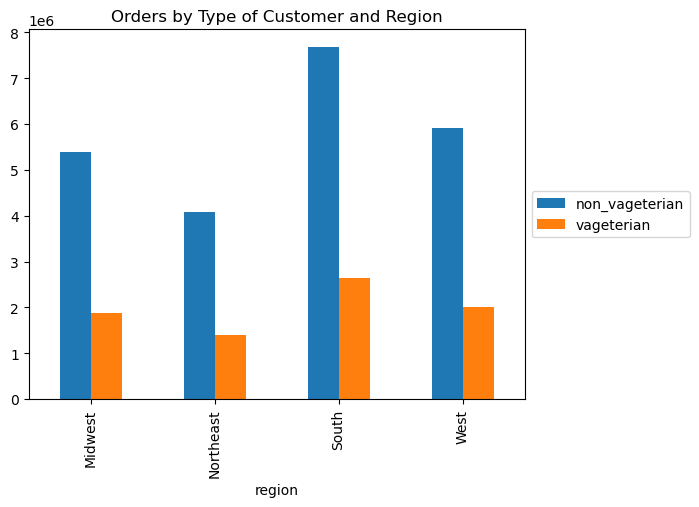 Orders by Type of Customer and Region
1e6
8
7
6
5
4
3
2
1
0
Midwest
Northeast
South
West
region
non_vageterian
vageterian